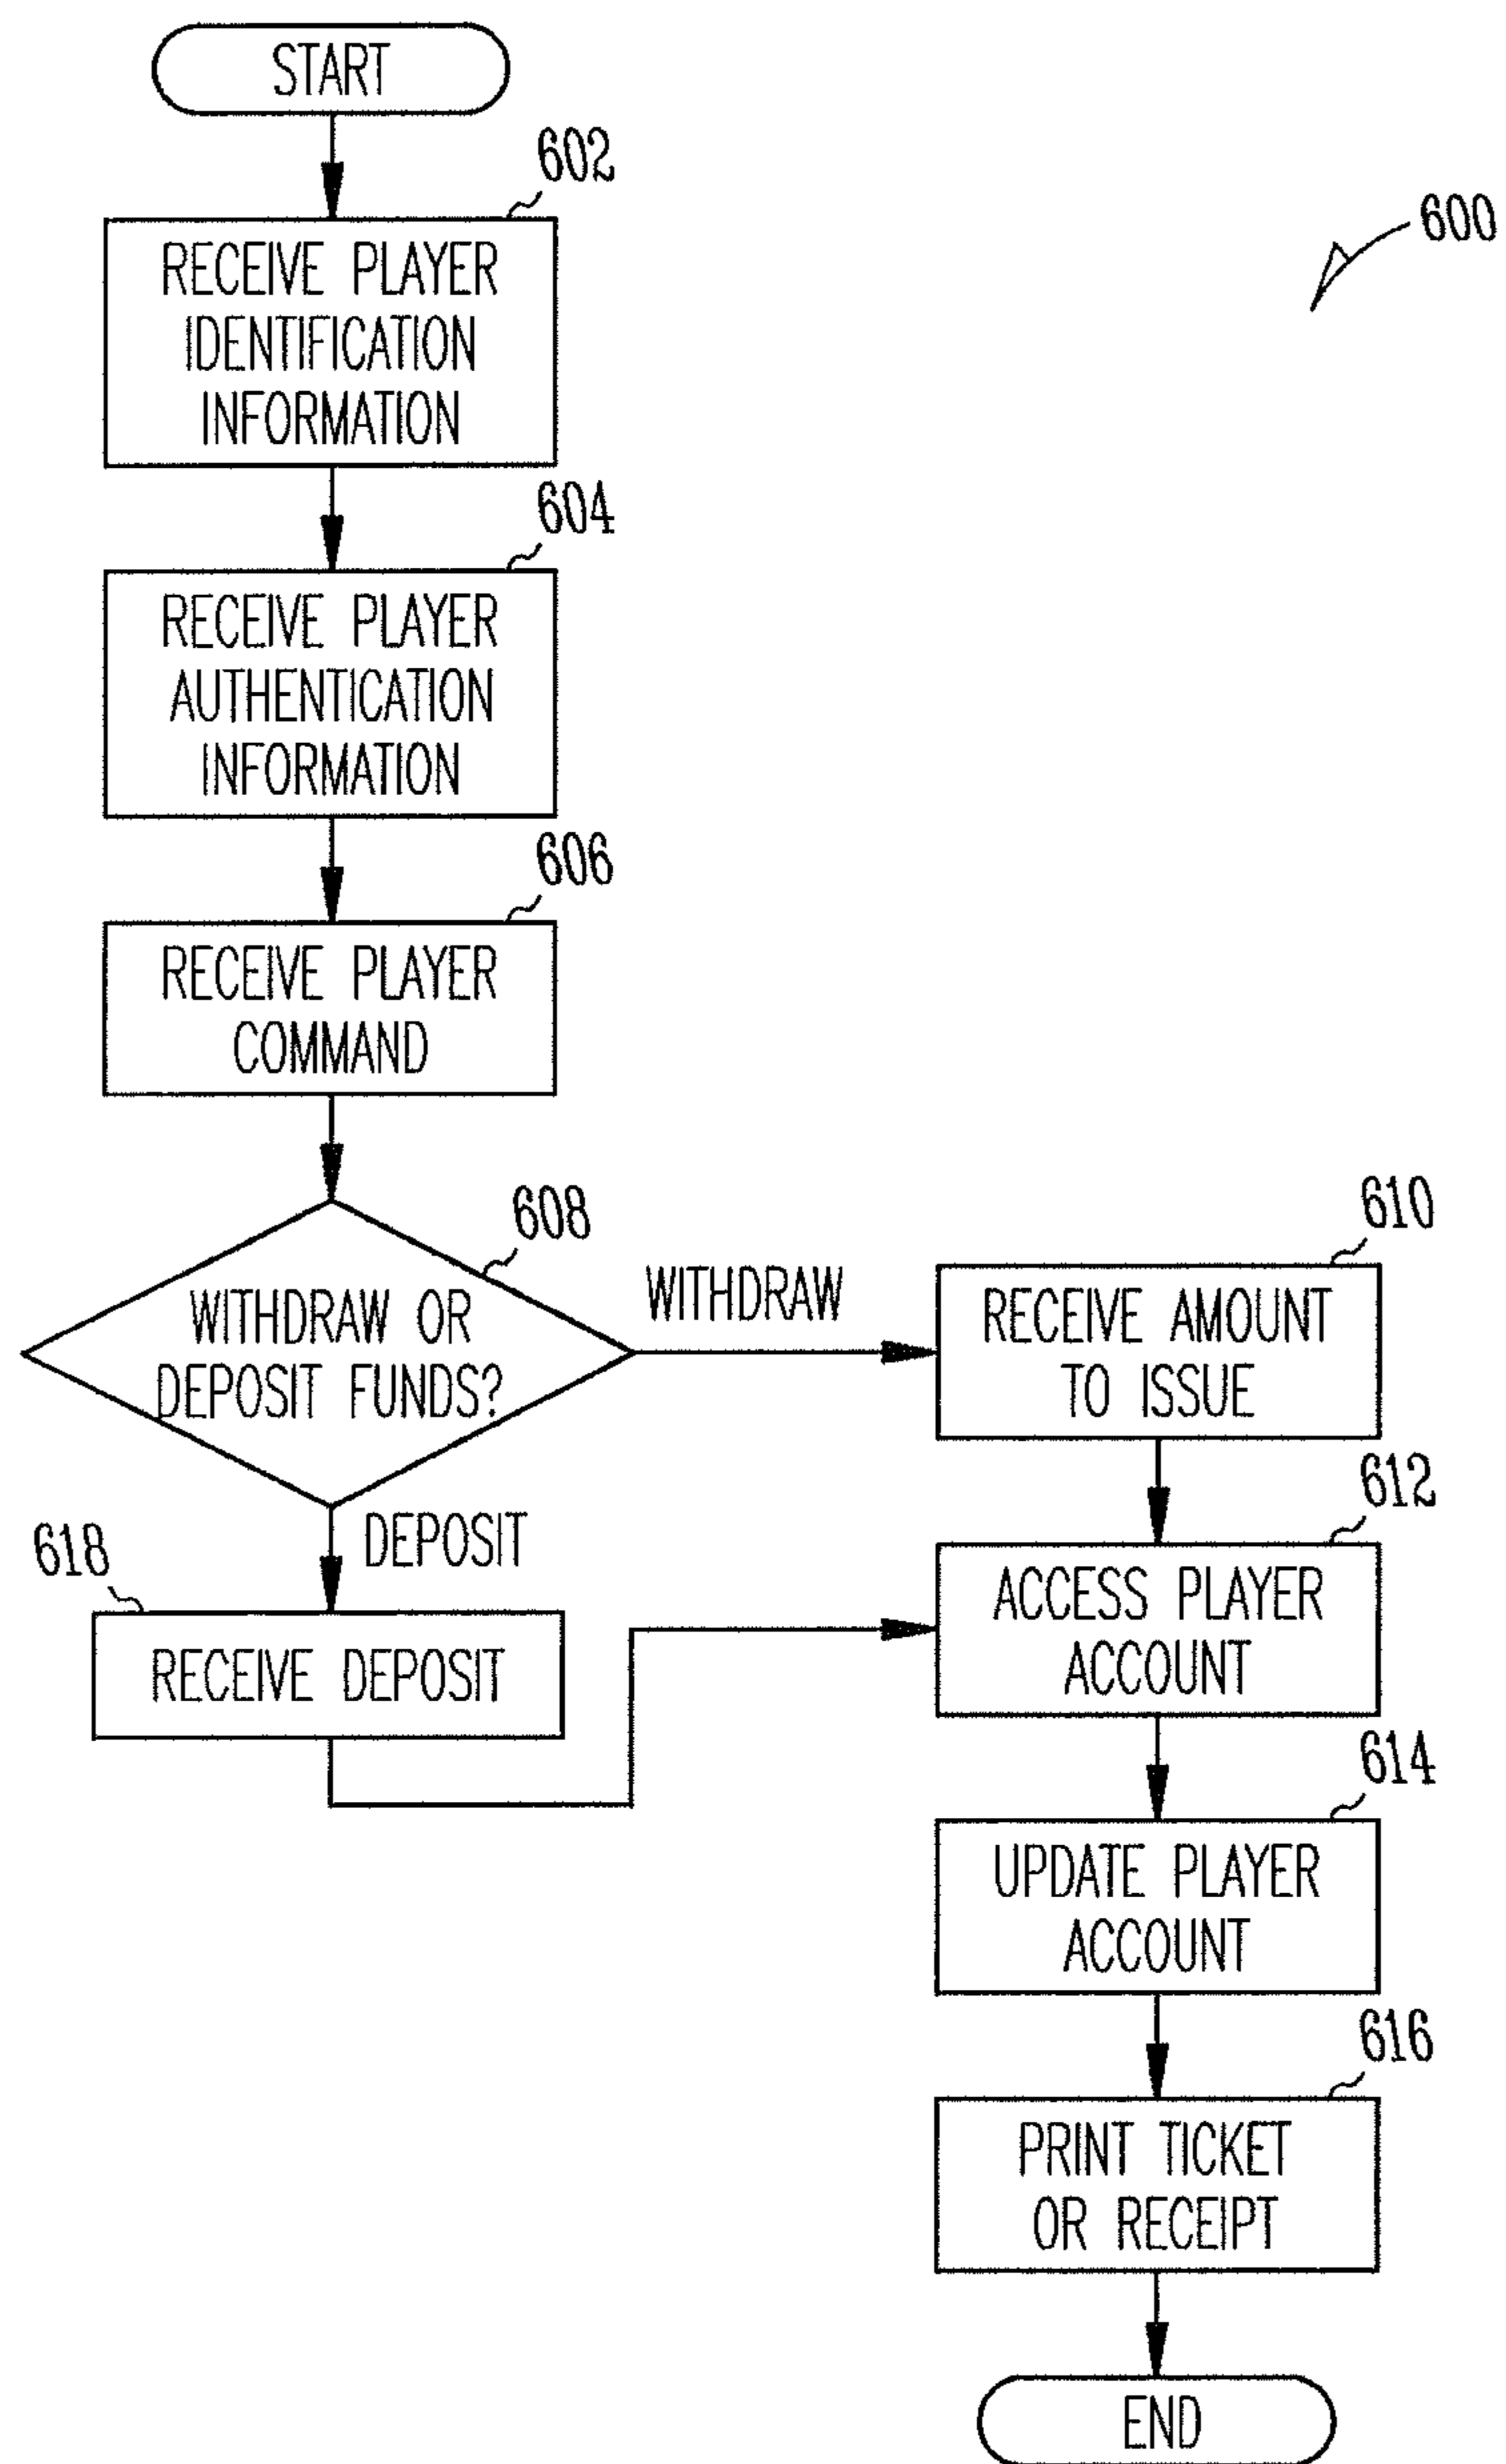 START
602
600
RECEIVE PLAYER
IDENTIFICATION
INFORMATION
604
RECEIVE PLAYER
AUTHENTICATION
INFORMATION
606
RECEIVE PLAYER
COMMAND
608
WITHDRAW OR
DEPOSIT FUNDS?
WITHDRAW
610
RECEIVE AMOUNT
TO ISSUE
DEPOSIT
618
RECEIVE DEPOSIT
612
ACCESS PLAYER
ACCOUNT
614
UPDATE PLAYER
ACCOUNT
616
PRINT TICKET
OR RECEIPT
END